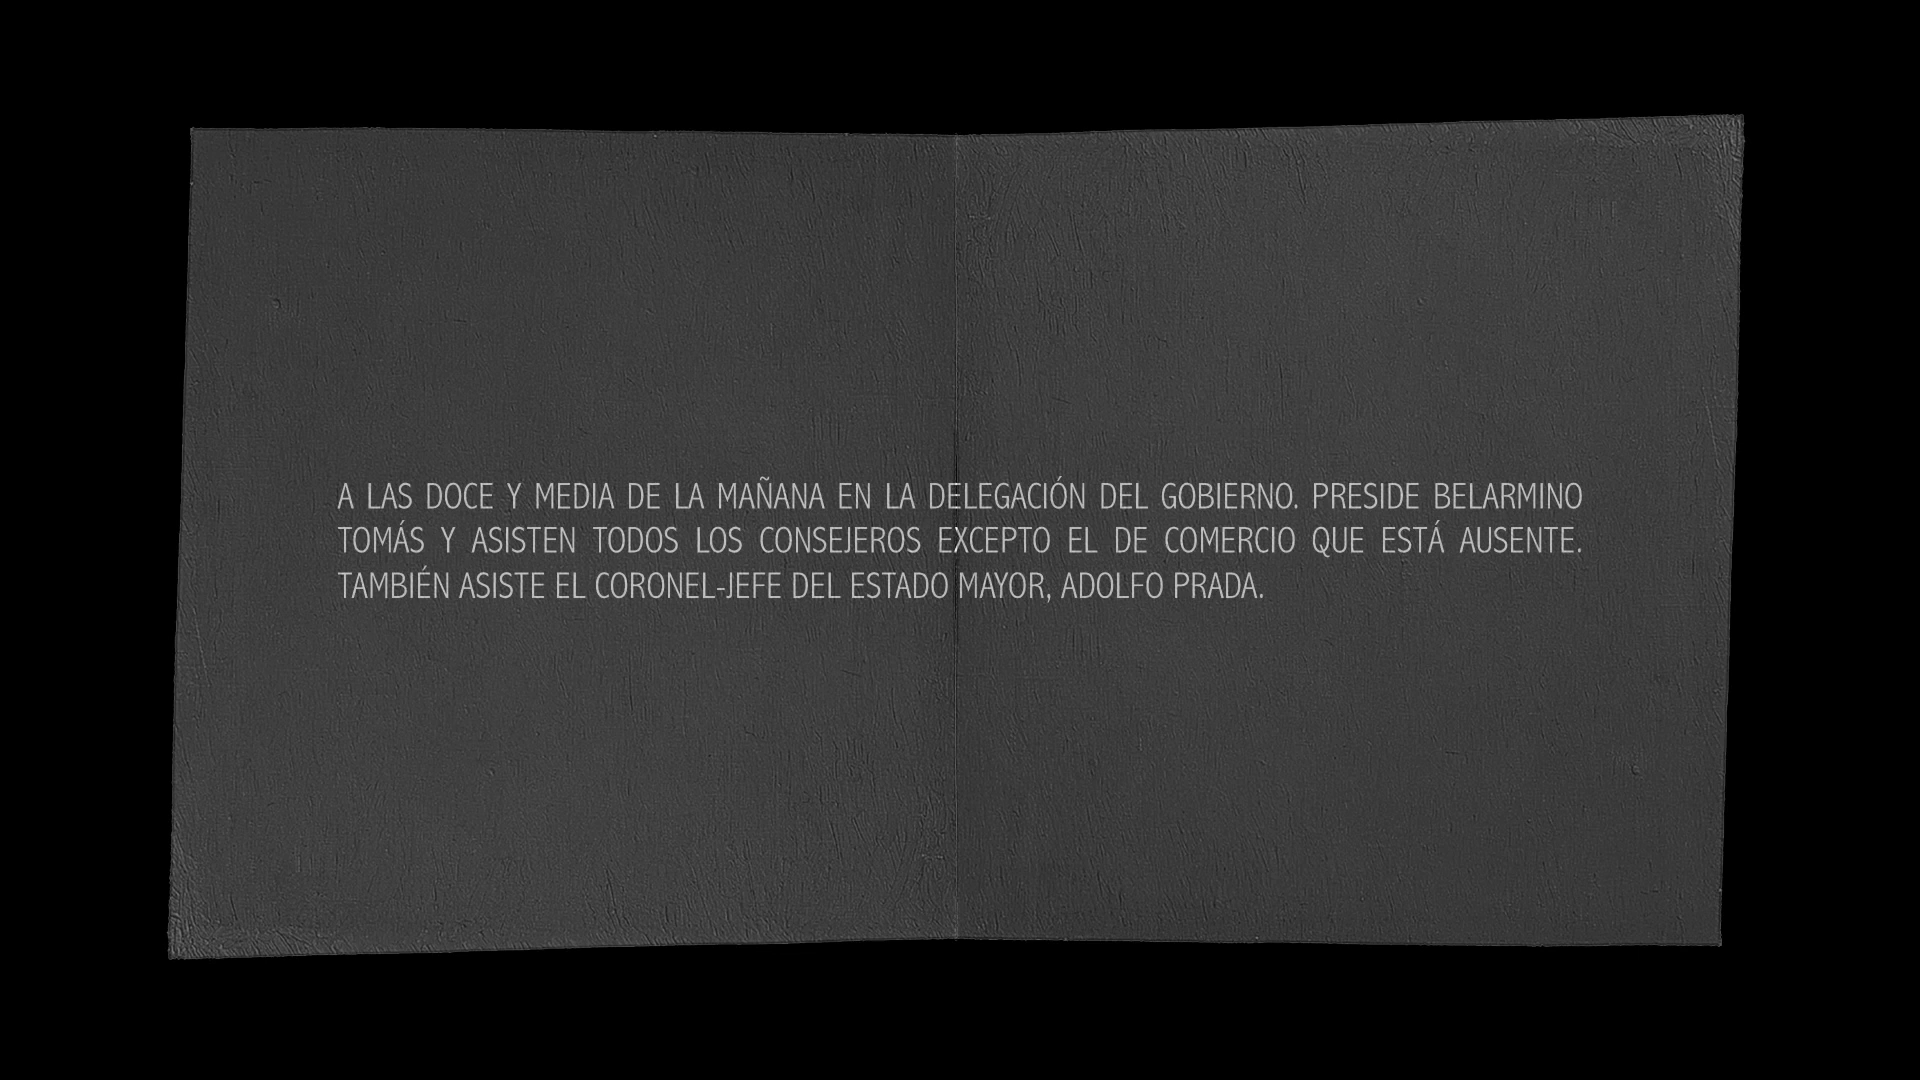 A LAS DOCE Y MEDIA DE LA MAÑANA EN LA DELEGACIÓN DEL GOBIERNO. PRESIDE BELARMINO
TOMÁS Y ASISTEN TODOS LOS CONSEJEROS EXCEPTO EL DE COMERCIO QUE ESTÁ AUSENTE.
TAMBIÉN ASISTE EL CORONEL-JEFE DEL ESTADO MAYOR, ADOLFO PRADA.